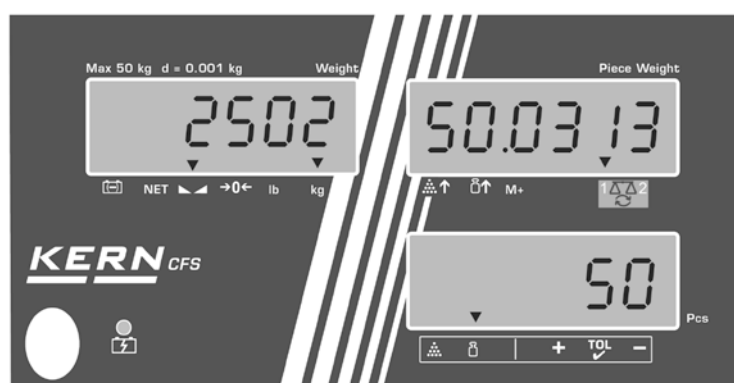 Max 50 kg d = 0.001 kg Weight
2502
NET →0← lb kg
Piece Weight
50.0313
M+ 1 2
KERN CFS
50
Pcs
+ TOL −